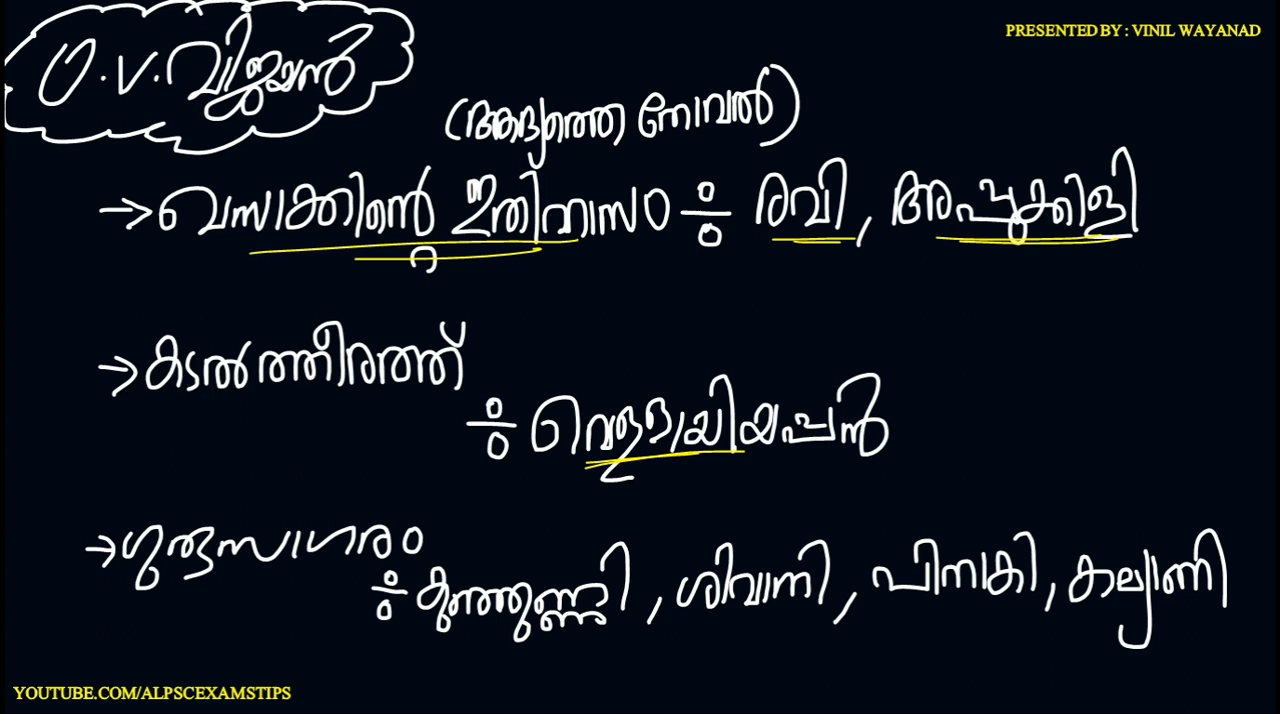 PRESENTED BY : VINIL WAYANAD
O.V.വിജയൻ
(ആദ്യത്തെ നോവൽ)
→ ഖസാക്കിന്റെ ഇതിഹാസം ÷ രവി, അപ്പുക്കിളി
→ കടൽത്തീരത്ത്
÷ വെള്ളായിയപ്പൻ
→ ഗുരുസാഗരം
÷ കുഞ്ഞുണ്ണി, ശിവാനി, പിനാകി, കല്യാണി
YOUTUBE.COM/ALPSCEXAMSTIPS